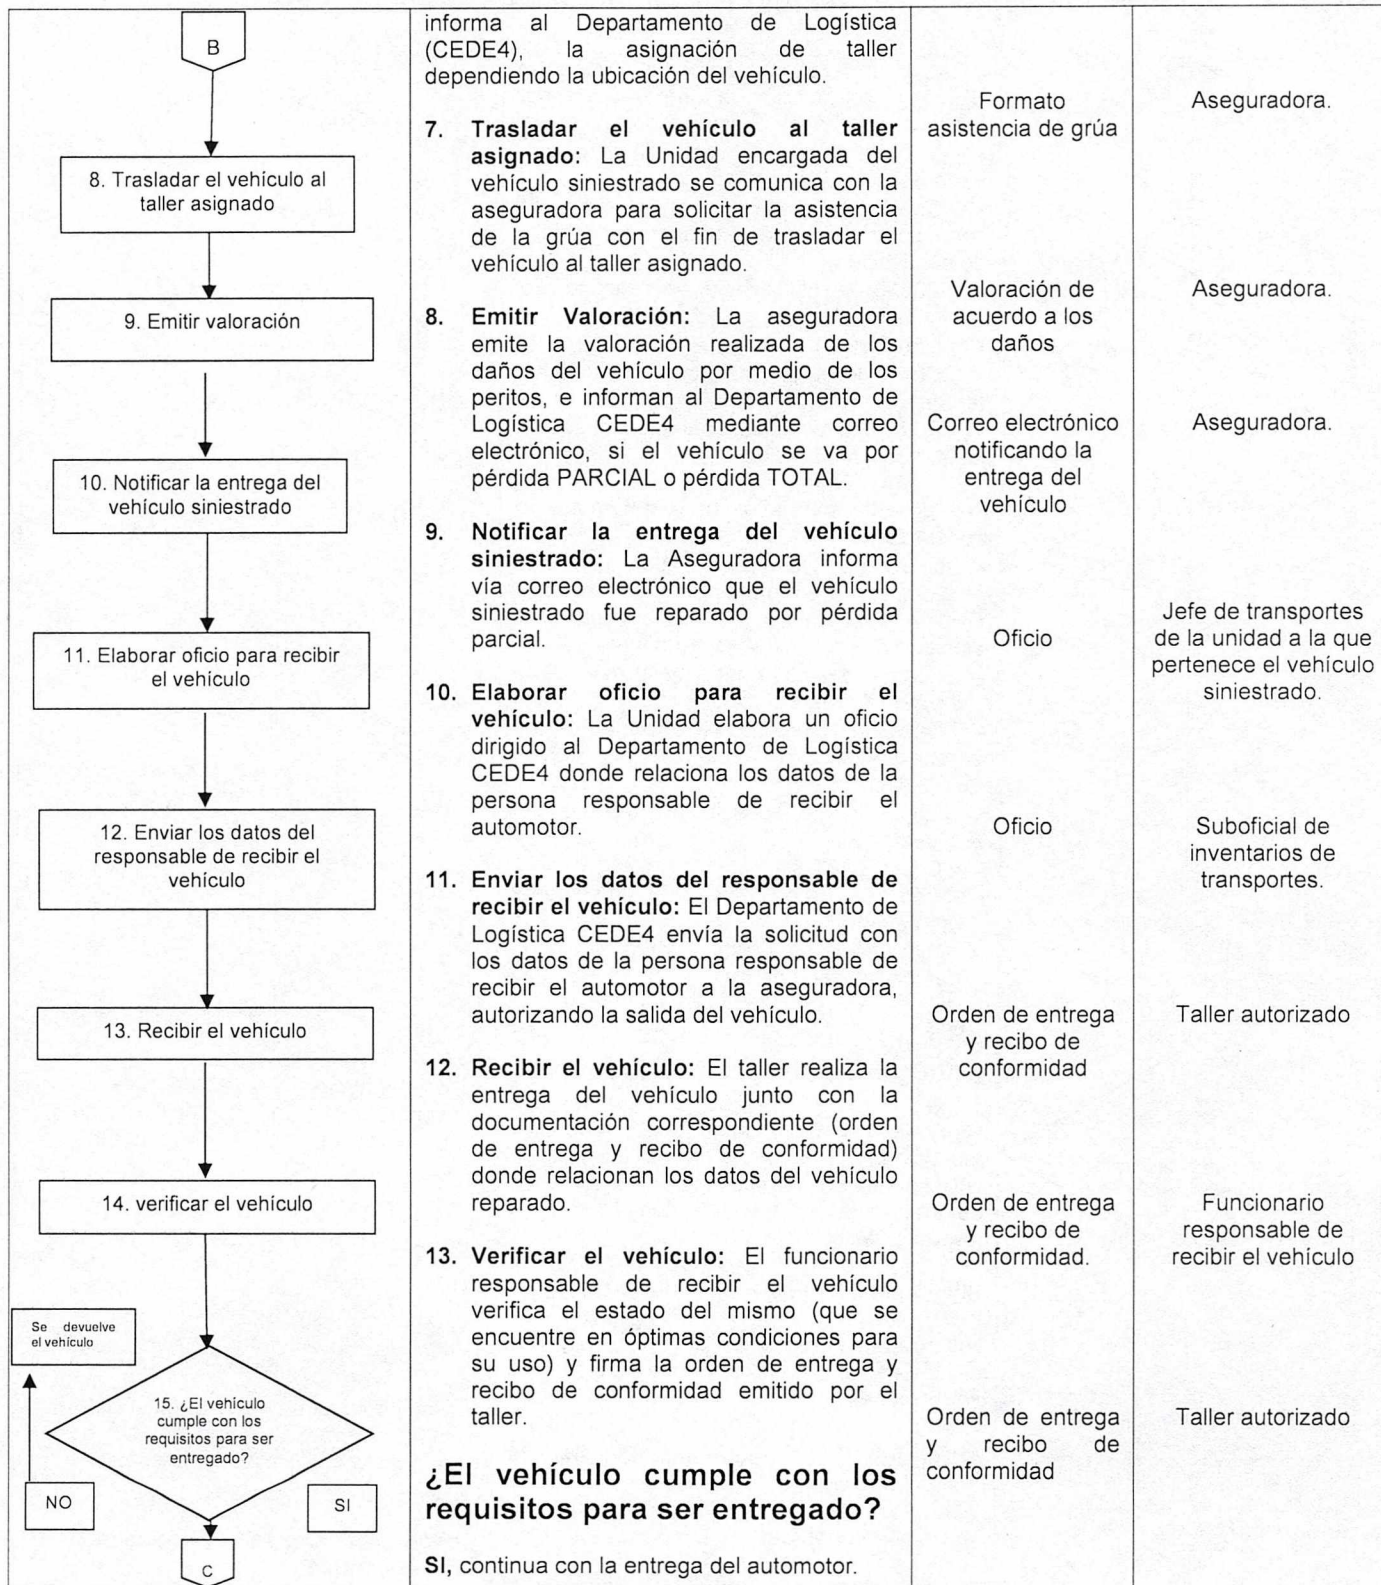 B
8. Trasladar el vehículo al
taller asignado
9. Emitir valoración
10. Notificar la entrega del
vehículo siniestrado
11. Elaborar oficio para recibir
el vehículo
12. Enviar los datos del
responsable de recibir el
vehículo
13. Recibir el vehículo
14. verificar el vehículo
Se devuelve
el vehículo
15. ¿El vehículo
cumple con los
requisitos para ser
entregado?
NO
SI
C
informa al Departamento de Logística
(CEDE4), la asignación de taller
dependiendo la ubicación del vehículo.
7. Trasladar el vehículo al taller
asignado: La Unidad encargada del
vehículo siniestrado se comunica con la
aseguradora para solicitar la asistencia
de la grúa con el fin de trasladar el
vehículo al taller asignado.
8. Emitir Valoración: La aseguradora
emite la valoración realizada de los
daños del vehículo por medio de los
peritos, e informan al Departamento de
Logística CEDE4 mediante correo
electrónico, si el vehículo se va por
pérdida PARCIAL o pérdida TOTAL.
9. Notificar la entrega del vehículo
siniestrado: La Aseguradora informa
vía correo electrónico que el vehículo
siniestrado fue reparado por pérdida
parcial.
10. Elaborar oficio para recibir el
vehículo: La Unidad elabora un oficio
dirigido al Departamento de Logística
CEDE4 donde relaciona los datos de la
persona responsable de recibir el
automotor.
11. Enviar los datos del responsable de
recibir el vehículo: El Departamento de
Logística CEDE4 envía la solicitud con
los datos de la persona responsable de
recibir el automotor a la aseguradora,
autorizando la salida del vehículo.
12. Recibir el vehículo: El taller realiza la
entrega del vehículo junto con la
documentación correspondiente (orden
de entrega y recibo de conformidad)
donde relacionan los datos del vehículo
reparado.
13. Verificar el vehículo: El funcionario
responsable de recibir el vehículo
verifica el estado del mismo (que se
encuentre en óptimas condiciones para
su uso) y firma la orden de entrega y
recibo de conformidad emitido por el
taller.
¿El vehículo cumple con los
requisitos para ser entregado?
SI, continua con la entrega del automotor.
Formato
asistencia de grúa
Valoración de
acuerdo a los
daños
Correo electrónico
notificando la
entrega del
vehículo
Oficio
Oficio
Orden de entrega
y recibo de
conformidad
Orden de entrega
y recibo de
conformidad.
Orden de entrega
y recibo de
conformidad
Aseguradora.
Aseguradora.
Aseguradora.
Jefe de transportes
de la unidad a la que
pertenece el vehículo
siniestrado.
Suboficial de
inventarios de
transportes.
Taller autorizado
Funcionario
responsable de
recibir el vehículo
Taller autorizado